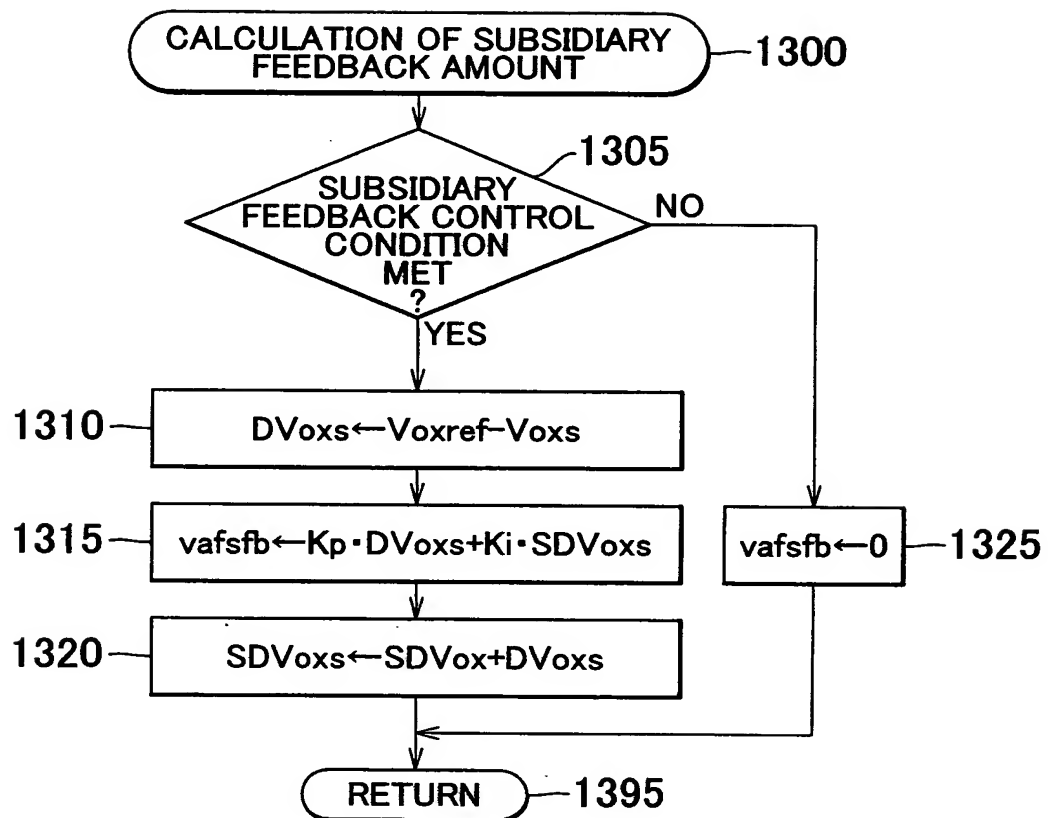 CALCULATION OF SUBSIDIARY
FEEDBACK AMOUNT
1300
1305
SUBSIDIARY
FEEDBACK CONTROL
CONDITION
MET
?
NO
YES
1310
DVoxs←Voxref-Voxs
1315
vafsfb←Kp·DVoxs+Ki·SDVoxs
vafsfb←0
1325
1320
SDVoxs←SDVox+DVoxs
RETURN
1395